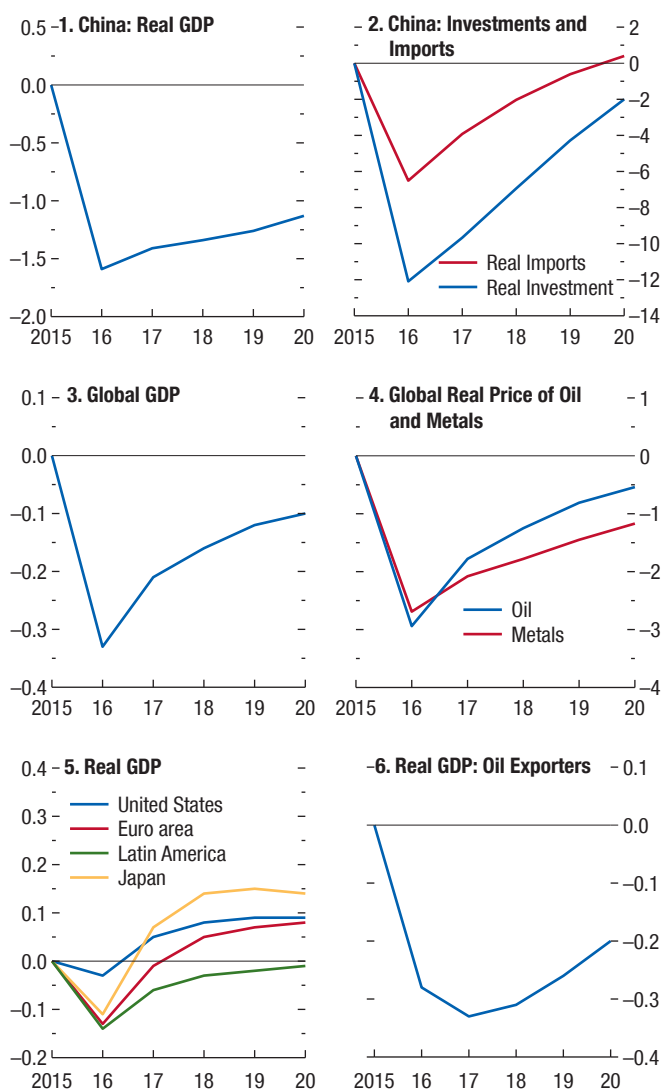 1. China: Real GDP
0.5
0.0
–0.5
–1.0
–1.5
–2.0
2015 16 17 18 19 20
2. China: Investments and
Imports
2
0
–2
–4
–6
–8
–10
–12
–14
Real Imports
Real Investment
2015 16 17 18 19 20
3. Global GDP
0.1
0.0
–0.1
–0.2
–0.3
–0.4
2015 16 17 18 19 20
4. Global Real Price of Oil
and Metals
1
0
–1
–2
–3
–4
Oil
Metals
2015 16 17 18 19 20
5. Real GDP
0.4
0.3
0.2
0.1
0.0
–0.1
–0.2
United States
Euro area
Latin America
Japan
2015 16 17 18 19 20
6. Real GDP: Oil Exporters
0.1
0.0
–0.1
–0.2
–0.3
–0.4
2015 16 17 18 19 20